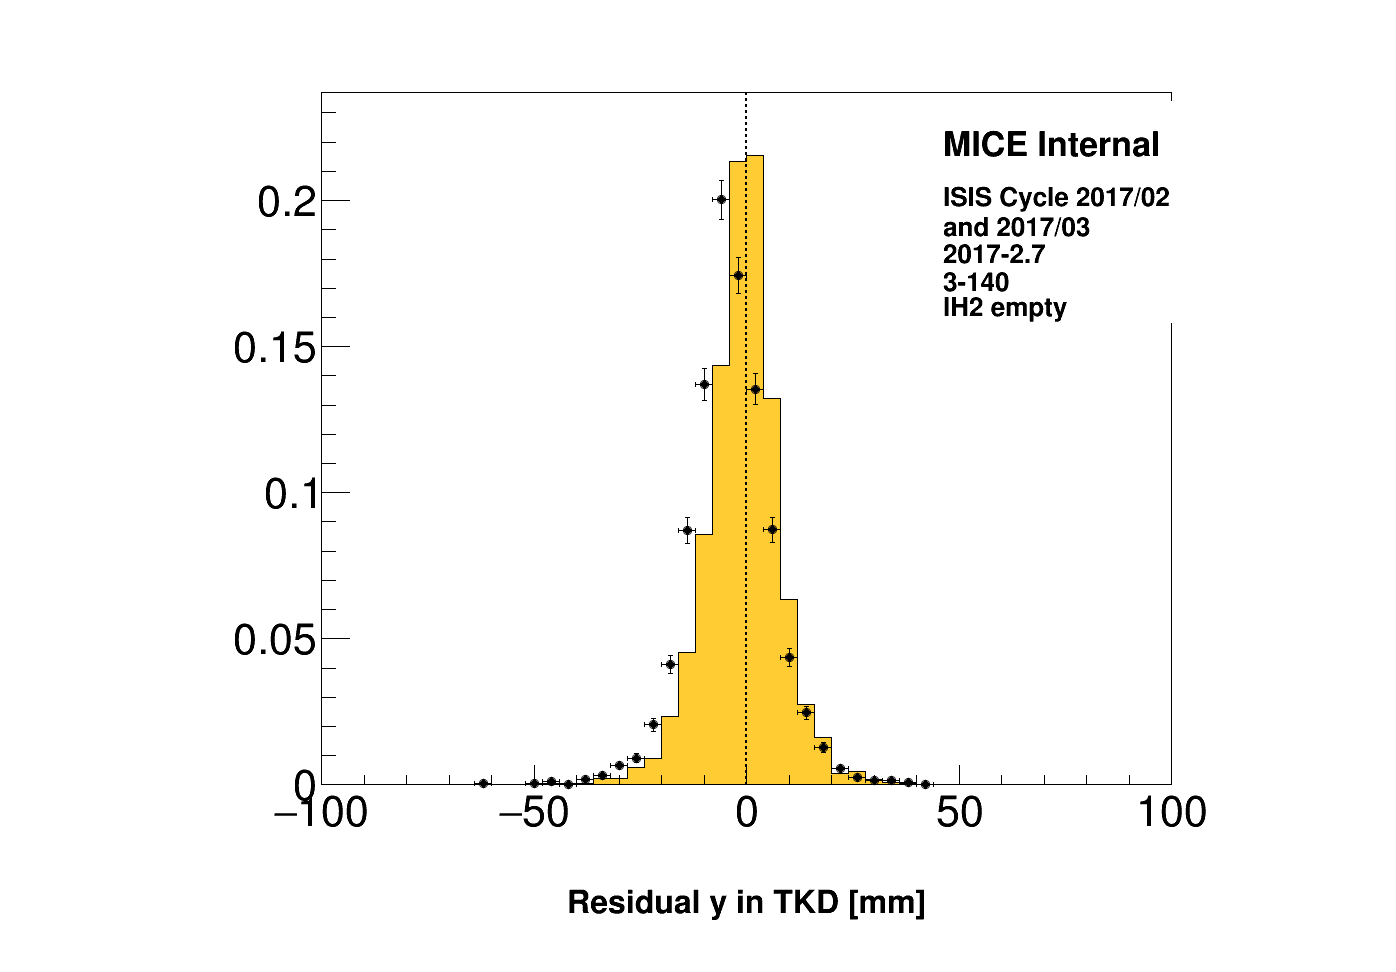 MICE Internal
ISIS Cycle 2017/02
and 2017/03
2017-2.7
3-140
IH2 empty
0.2
0.15
0.1
0.05
0
−100 −50 0 50 100
Residual y in TKD [mm]